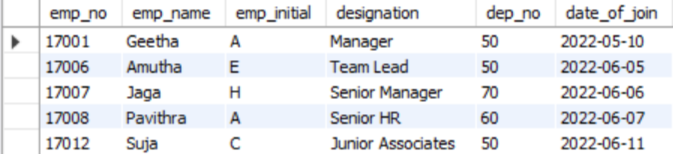 emp_no emp_name emp_initial designation dep_no date_of_join
17001 Geetha A Manager 50 2022-05-10
17006 Amutha E Team Lead 50 2022-06-05
17007 Jaga H Senior Manager 70 2022-06-06
17008 Pavithra A Senior HR 60 2022-06-07
17012 Suja C Junior Associates 50 2022-06-11